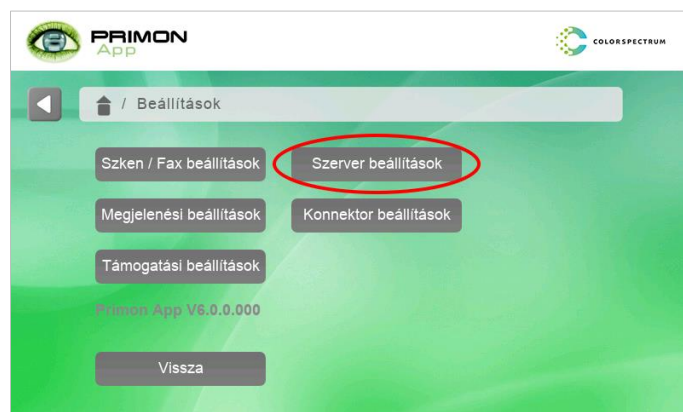 PRIMON
App
COLORSPECTRUM
/ Beállítások
Szken / Fax beállítások
Szerver beállítások
Megjelenési beállítások
Konnektor beállítások
Támogatási beállítások
Primon App V6.0.0.000
Vissza